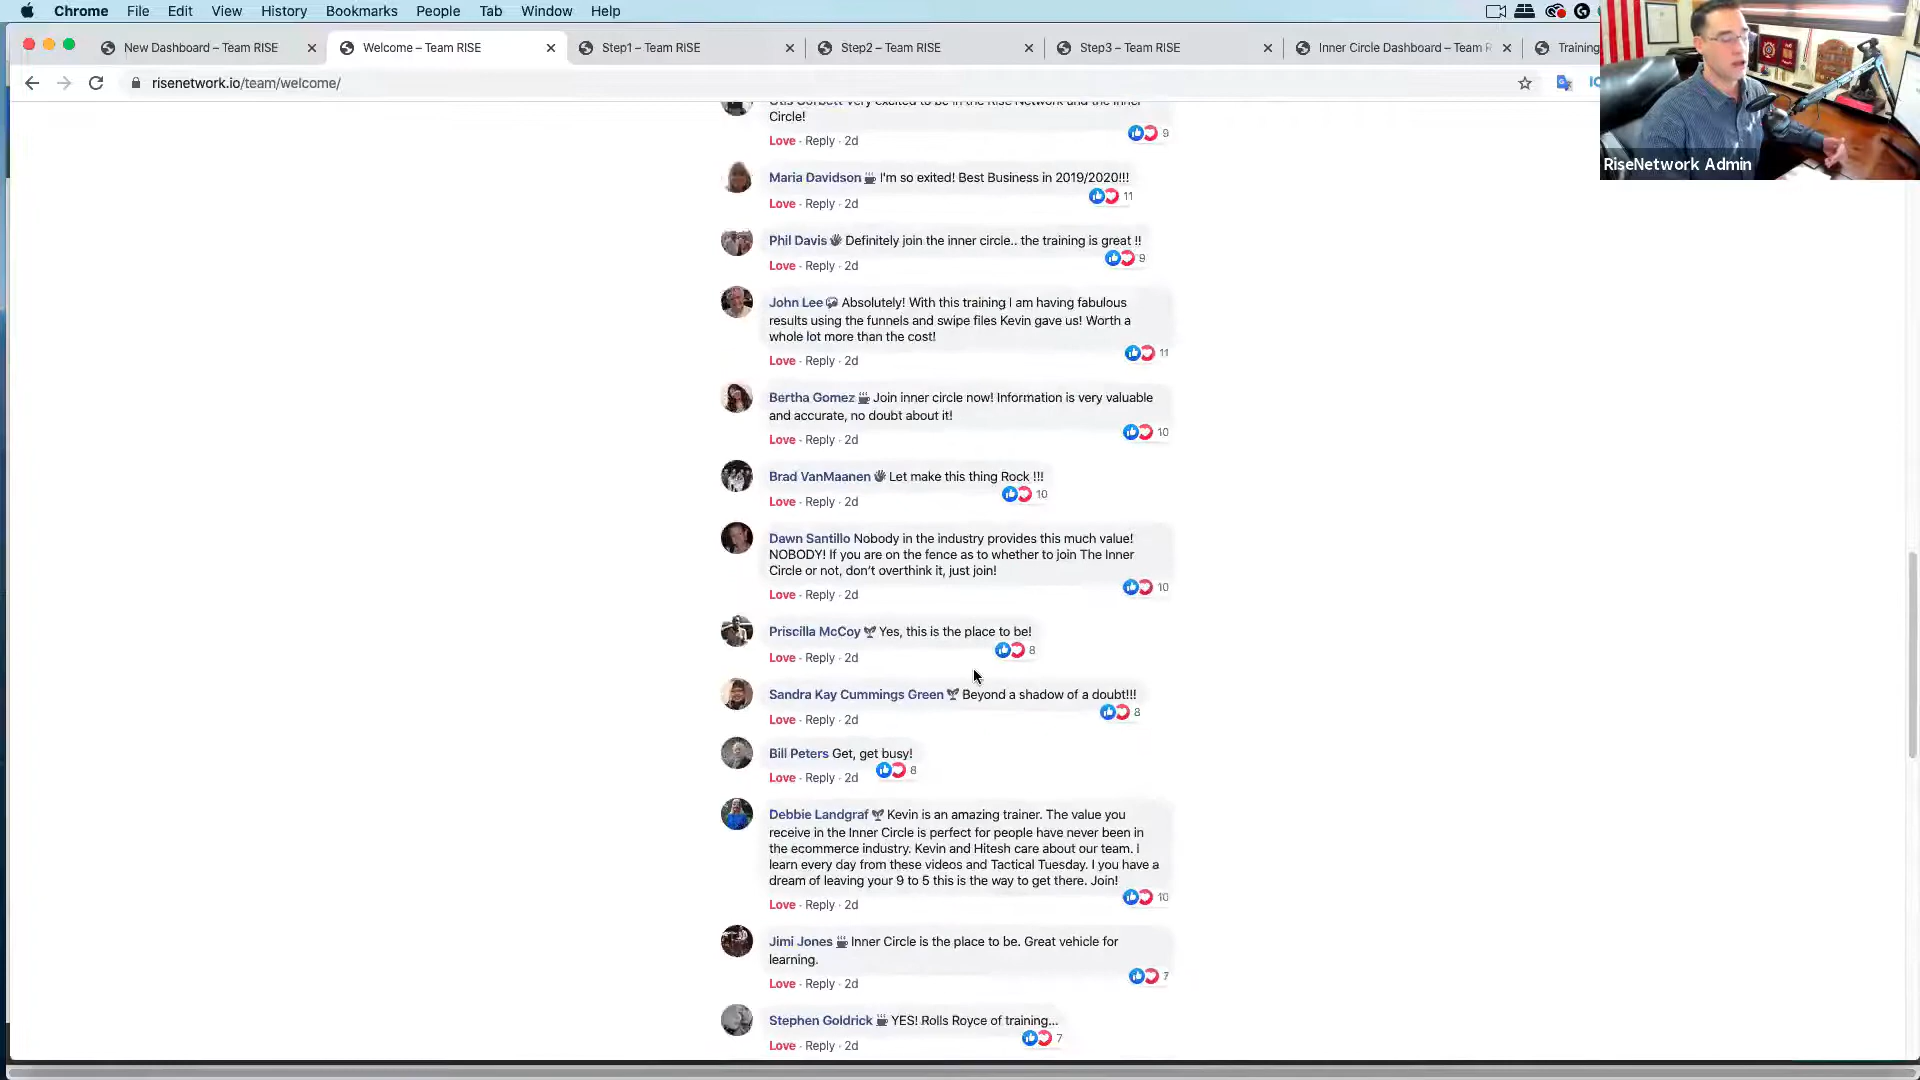 Chrome File Edit View History Bookmarks People Tab Window Help
New Dashboard – Team RISE
Welcome – Team RISE
Step1 – Team RISE
Step2 – Team RISE
Step3 – Team RISE
Inner Circle Dashboard – Team R
Training
risenetwork.io/team/welcome/
RiseNetwork Admin
Otis Corbett Very excited to be in the Rise Network and the Inner
Circle!
9
Love · Reply · 2d
Maria Davidson I'm so exited! Best Business in 2019/2020!!!
11
Love · Reply · 2d
Phil Davis Definitely join the inner circle.. the training is great !!
9
Love · Reply · 2d
John Lee Absolutely! With this training I am having fabulous
results using the funnels and swipe files Kevin gave us! Worth a
whole lot more than the cost!
11
Love · Reply · 2d
Bertha Gomez Join inner circle now! Information is very valuable
and accurate, no doubt about it!
10
Love · Reply · 2d
Brad VanMaanen Let make this thing Rock !!!
10
Love · Reply · 2d
Dawn Santillo Nobody in the industry provides this much value!
NOBODY! If you are on the fence as to whether to join The Inner
Circle or not, don't overthink it, just join!
10
Love · Reply · 2d
Priscilla McCoy Yes, this is the place to be!
8
Love · Reply · 2d
Sandra Kay Cummings Green Beyond a shadow of a doubt!!!
8
Love · Reply · 2d
Bill Peters Get, get busy!
8
Love · Reply · 2d
Debbie Landgraf Kevin is an amazing trainer. The value you
receive in the Inner Circle is perfect for people have never been in
the ecommerce industry. Kevin and Hitesh care about our team. I
learn every day from these videos and Tactical Tuesday. I you have a
dream of leaving your 9 to 5 this is the way to get there. Join!
10
Love · Reply · 2d
Jimi Jones Inner Circle is the place to be. Great vehicle for
learning.
7
Love · Reply · 2d
Stephen Goldrick YES! Rolls Royce of training...
7
Love · Reply · 2d